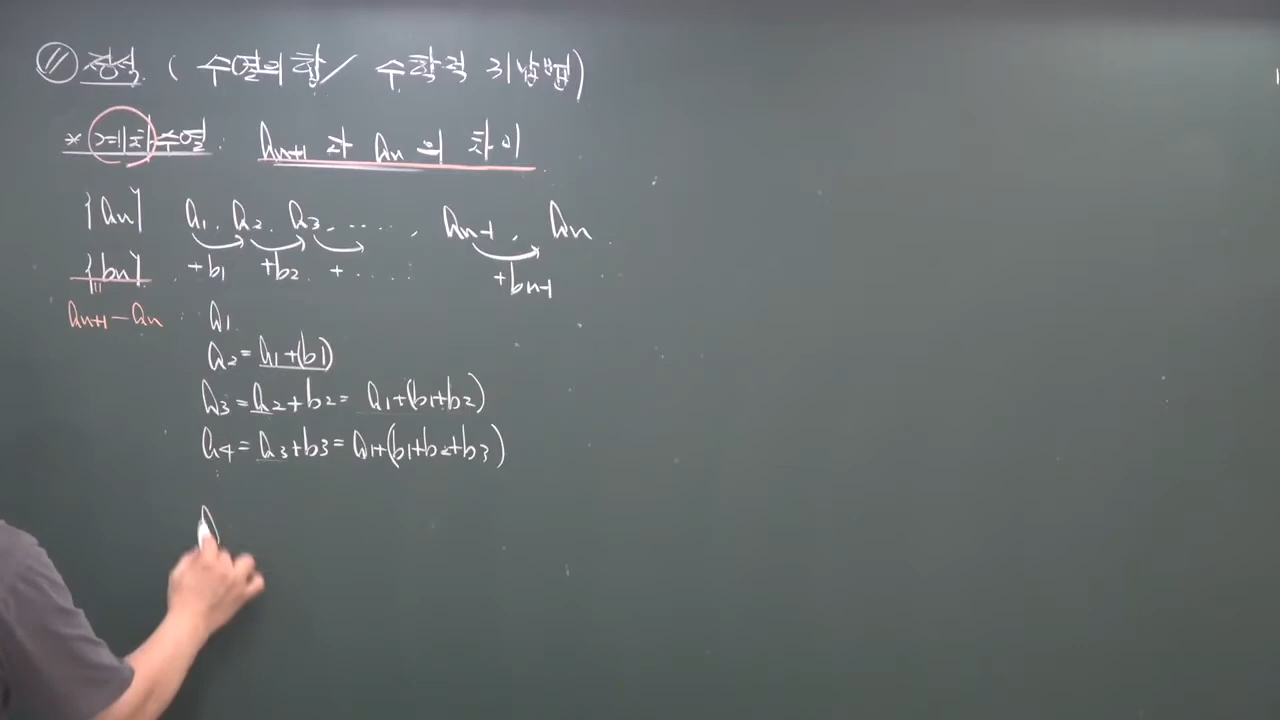 ⑪ 정식 ( 수열의 합/ 수학적 귀납법)
* 계차수열: aₙ₊₁ 과 aₙ 의 차이
{aₙ} a₁, a₂, a₃, ‥‥, aₙ₋₁, aₙ
{bₙ} +b₁ +b₂ + ‥‥ +bₙ₋₁
aₙ₊₁ - aₙ
a₁
a₂ = a₁+(b₁)
a₃ = a₂+b₂ = a₁+(b₁+b₂)
a₄ = a₃+b₃ = a₁+(b₁+b₂+b₃)